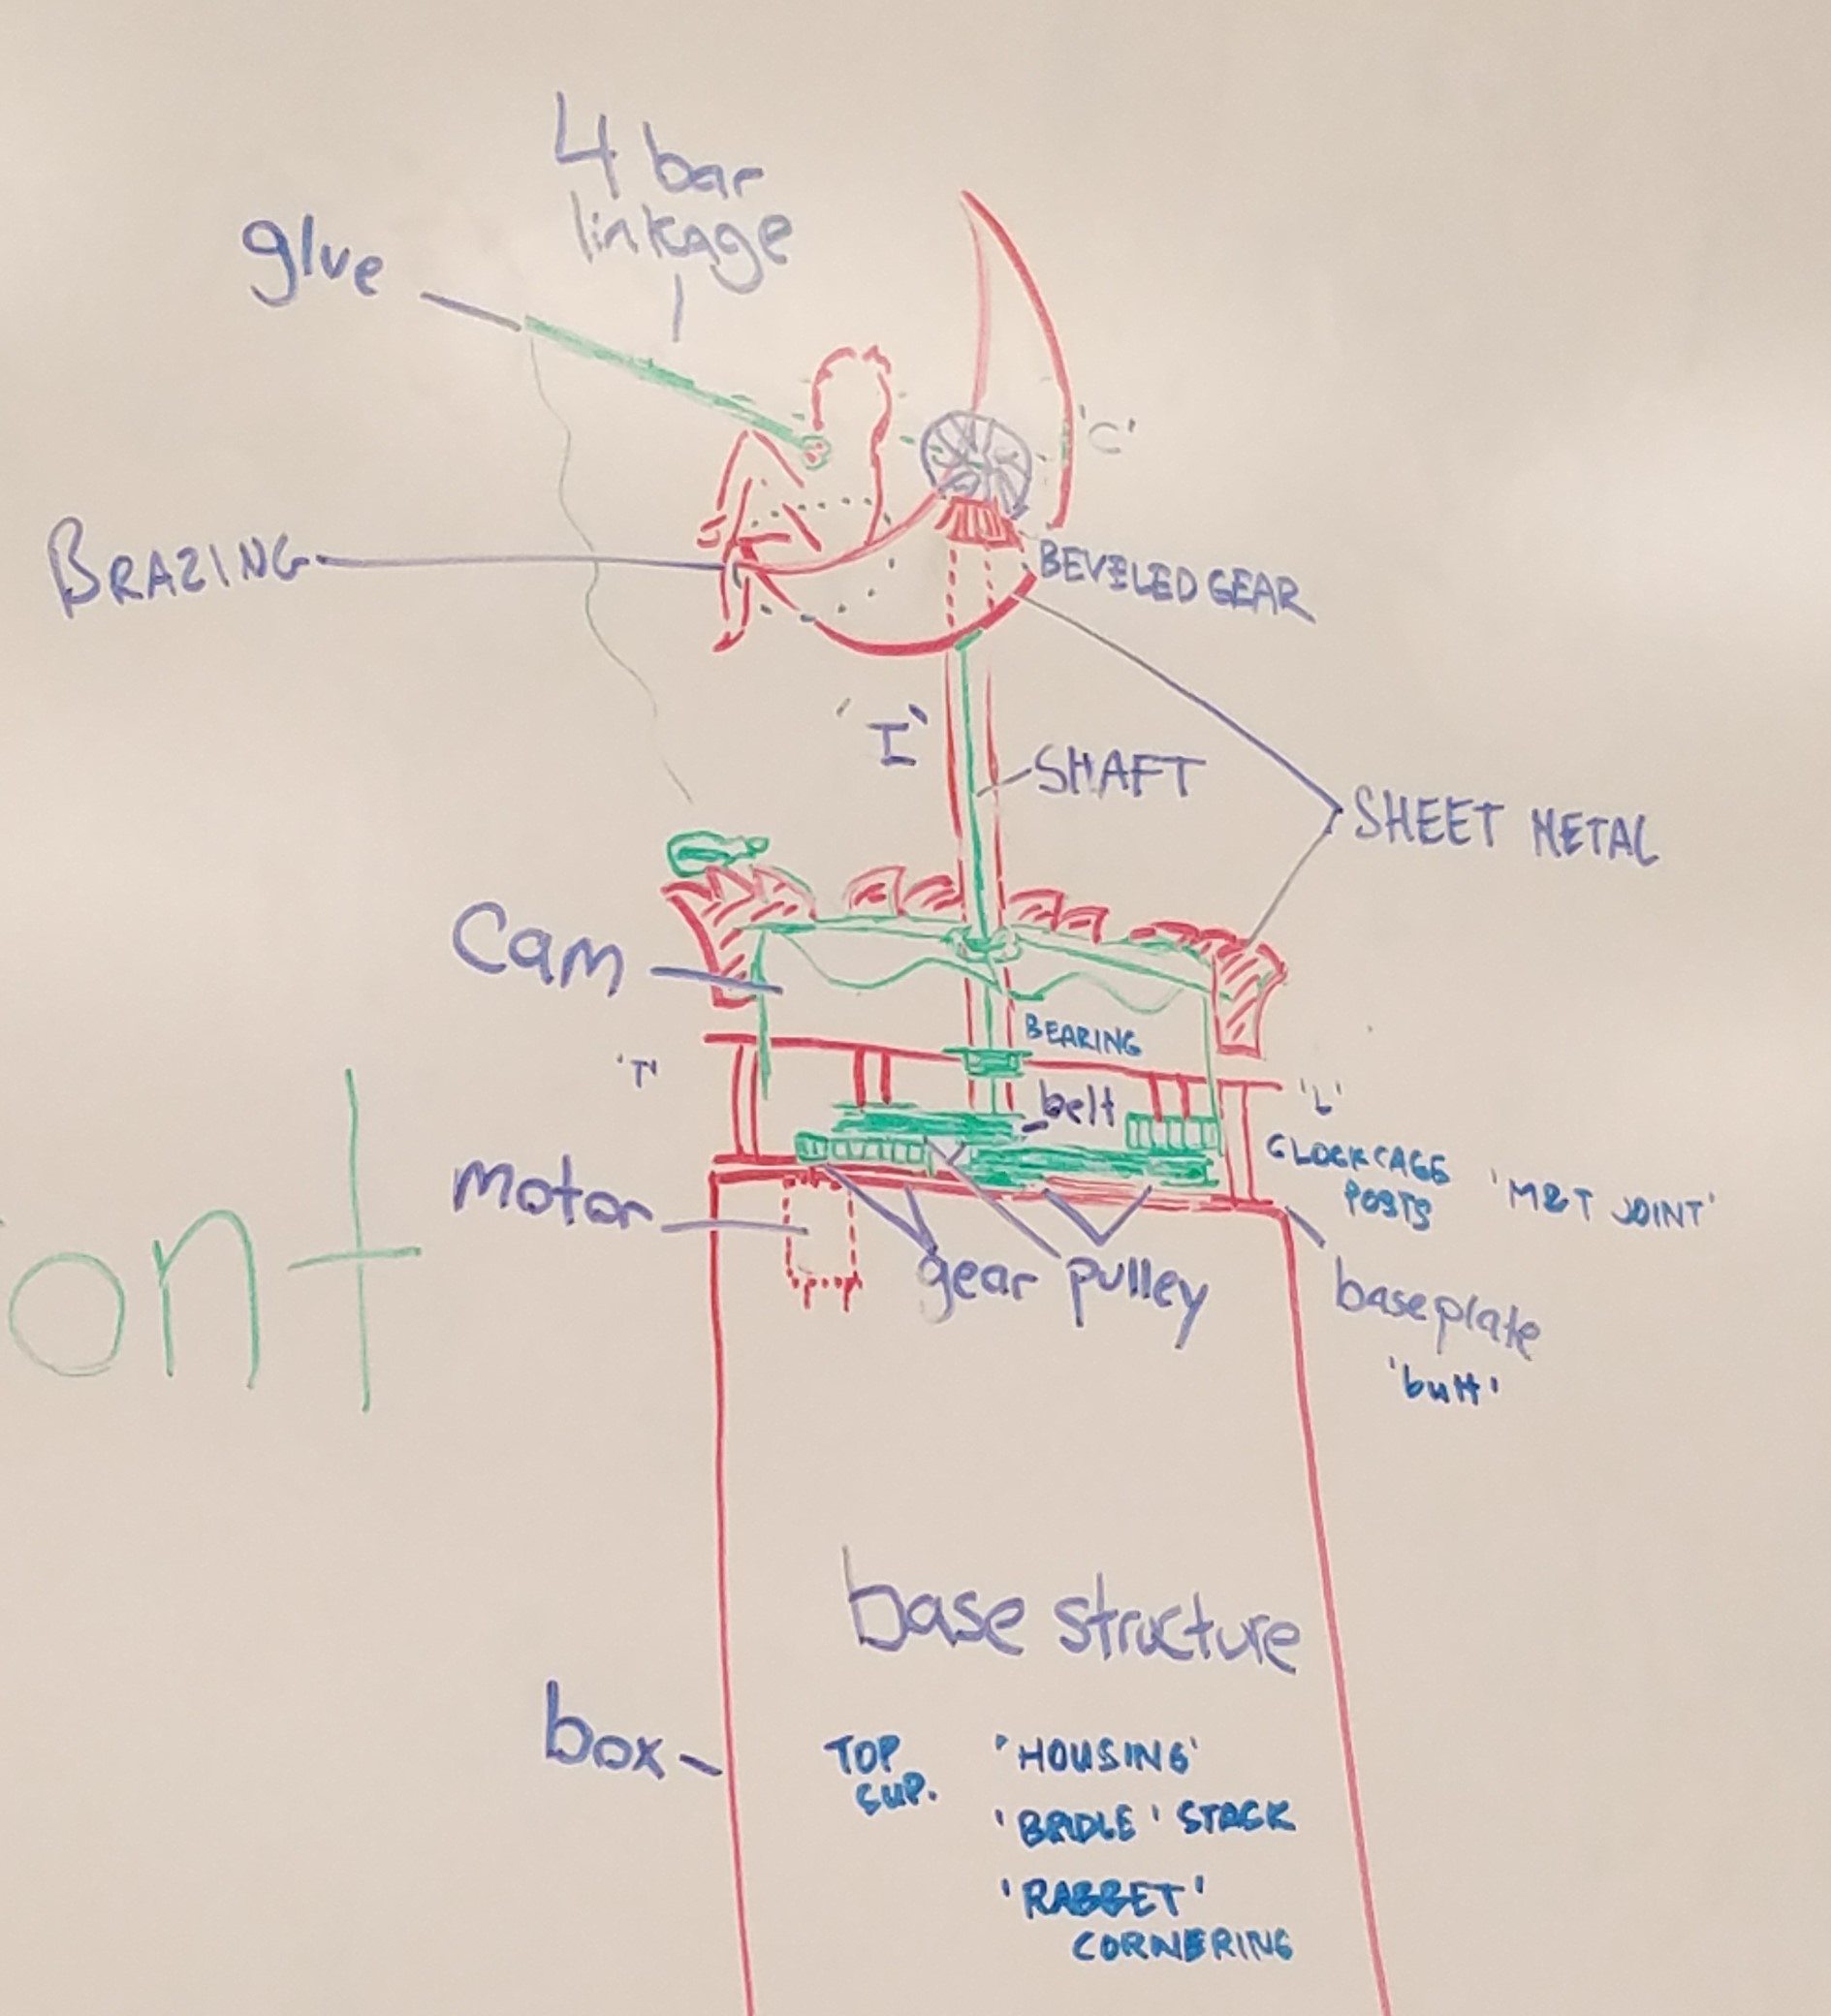 4 bar
linkage
glue
'C'
BRAZING
BEVELED GEAR
'I'
SHAFT
SHEET METAL
Cam
BEARING
'T'
belt
'L'
CLOCKCAGE
POSTS
'M&T JOINT'
Motor
gear pulley
baseplate
'butt'
ont
base structure
box
TOP
SUP.
'HOUSING'
'BRIDLE' STACK
'RABBET'
CORNERING